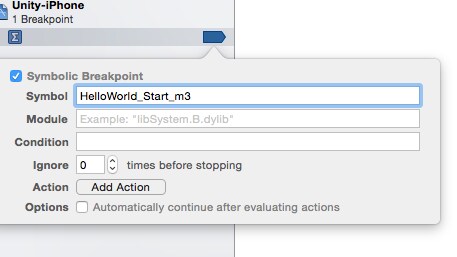 Unity-iPhone
1 Breakpoint
Σ
Symbolic Breakpoint
Symbol HelloWorld_Start_m3
Module Example: "libSystem.B.dylib"
Condition
Ignore 0 times before stopping
Action Add Action
Options Automatically continue after evaluating actions